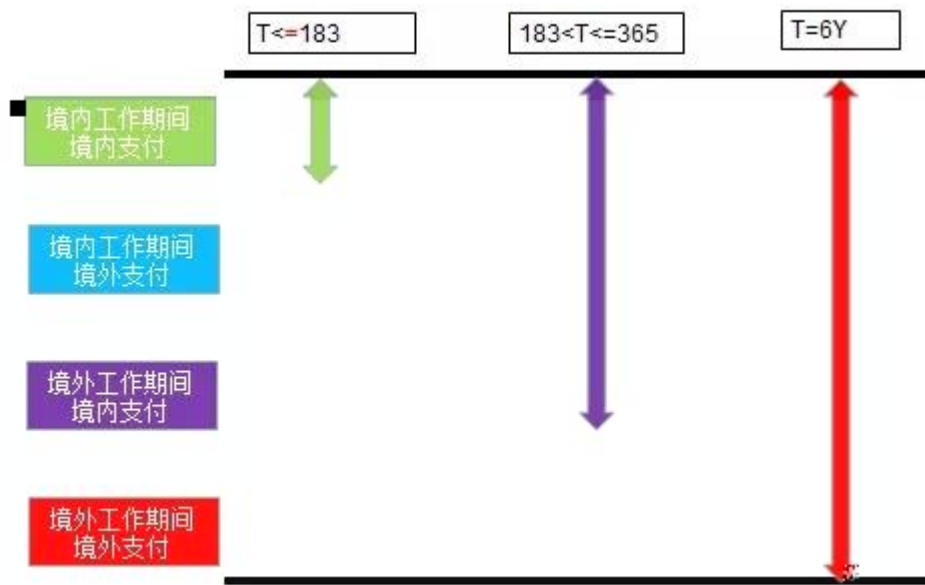 T<=183
183<T<=365
T=6Y
境内工作期间
境内支付
境内工作期间
境外支付
境外工作期间
境内支付
境外工作期间
境外支付